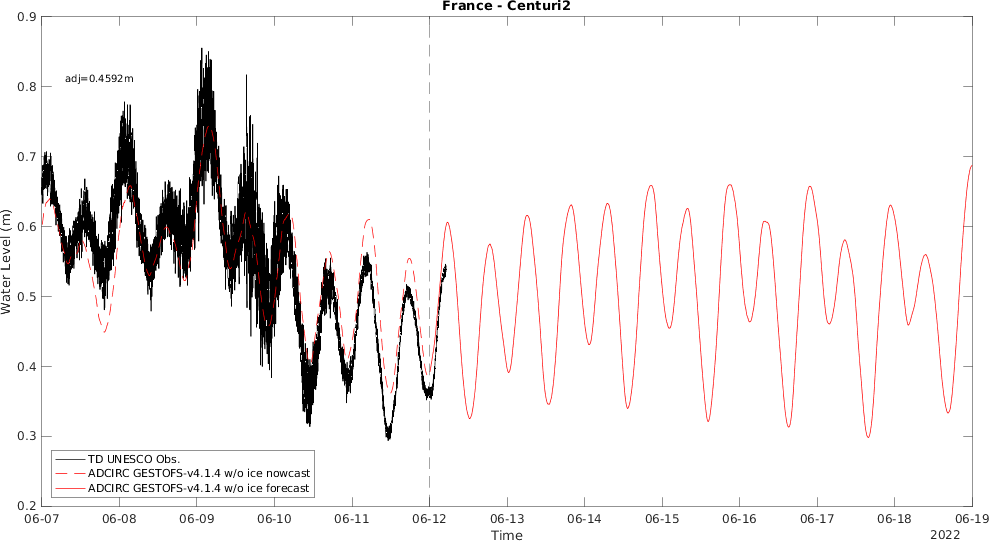 France - Centuri2
0.9
0.8
0.7
0.6
0.5
0.4
0.3
0.2
Water Level (m)
adj=0.4592m
TD UNESCO Obs.
ADCIRC GESTOFS-v4.1.4 w/o ice nowcast
ADCIRC GESTOFS-v4.1.4 w/o ice forecast
06-07 06-08 06-09 06-10 06-11 06-12 06-13 06-14 06-15 06-16 06-17 06-18 06-19
Time
2022